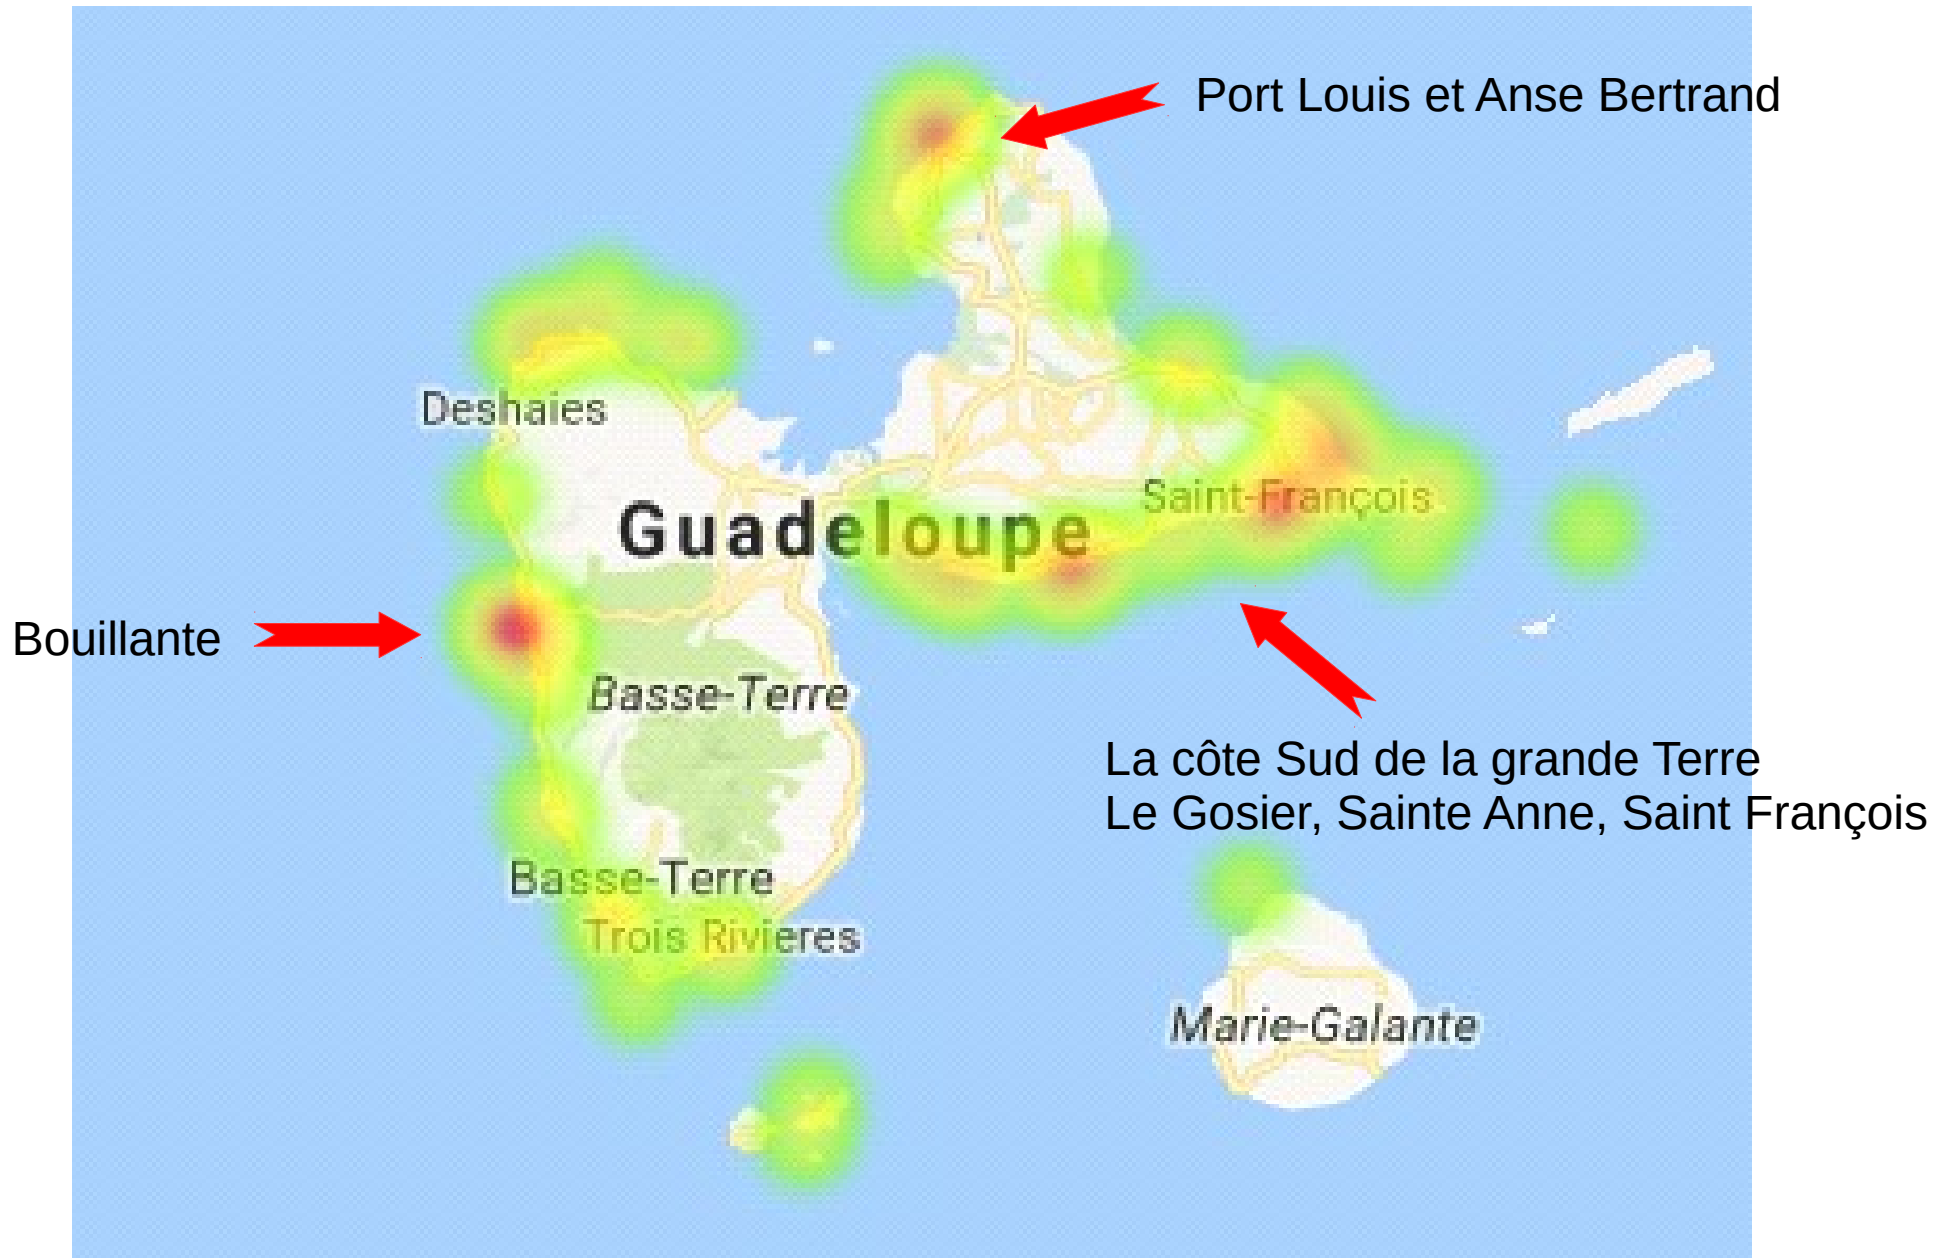 Port Louis et Anse Bertrand
Deshaies
Saint-François
Guadeloupe
Bouillante
Basse-Terre
La côte Sud de la grande Terre
Le Gosier, Sainte Anne, Saint François
Basse-Terre
Trois Rivieres
Marie-Galante